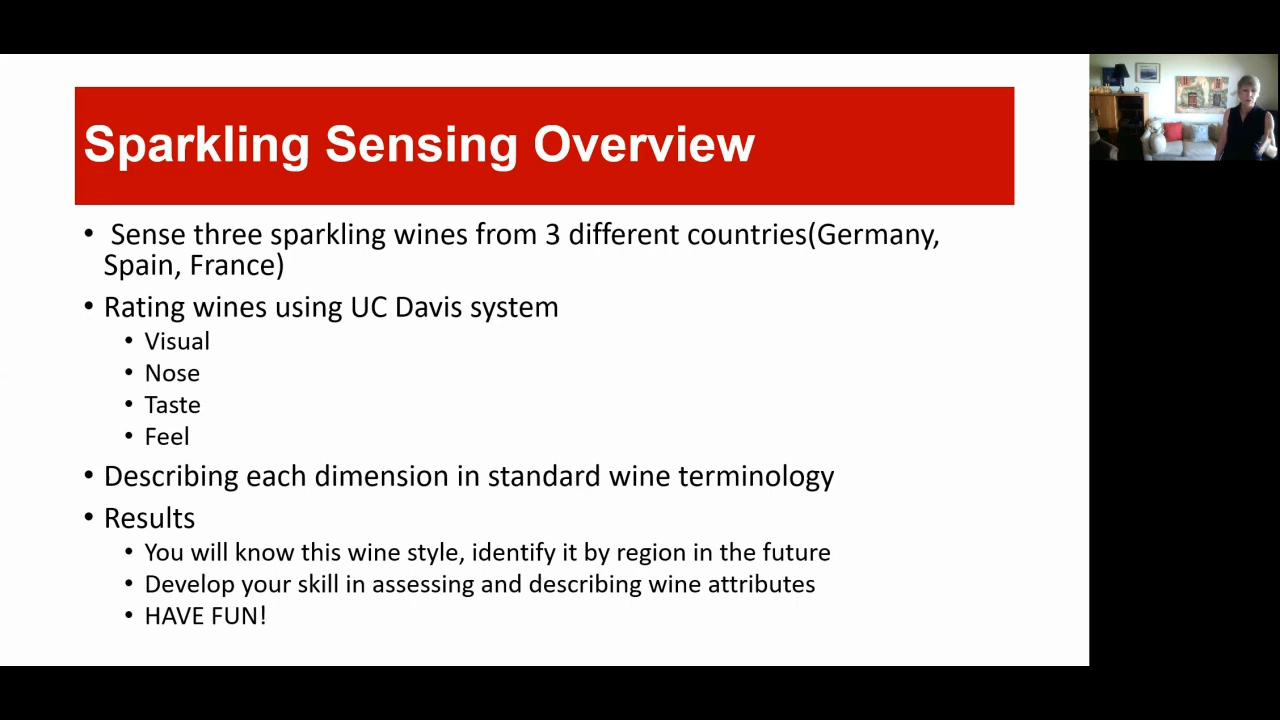 Sparkling Sensing Overview
• Sense three sparkling wines from 3 different countries(Germany,
Spain, France)
• Rating wines using UC Davis system
• Visual
• Nose
• Taste
• Feel
• Describing each dimension in standard wine terminology
• Results
• You will know this wine style, identify it by region in the future
• Develop your skill in assessing and describing wine attributes
• HAVE FUN!